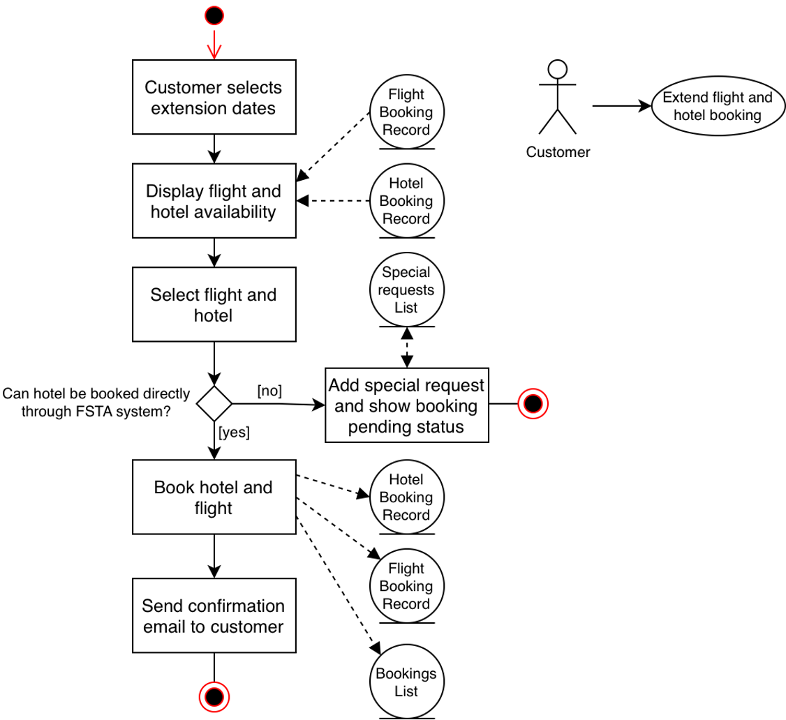 Customer selects
extension dates
Flight
Booking
Record
Extend flight and
hotel booking
Customer
Display flight and
hotel availability
Hotel
Booking
Record
Select flight and
hotel
Special
requests
List
Can hotel be booked directly
through FSTA system?
[no]
Add special request
and show booking
pending status
[yes]
Book hotel and
flight
Hotel
Booking
Record
Flight
Booking
Record
Send confirmation
email to customer
Bookings
List